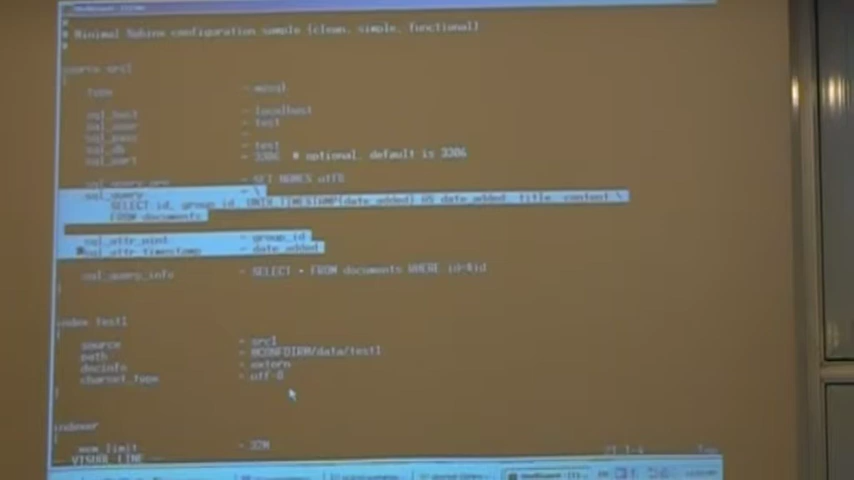 # Minimal Sphinx configuration sample (clean, simple, functional)
#
source src1
{
type = mysql
sql_host = localhost
sql_user = test
sql_pass =
sql_db = test
sql_port = 3306 # optional, default is 3306
sql_query_pre = SET NAMES utf8
sql_query = \
SELECT id, group_id, UNIX_TIMESTAMP(date_added) AS date_added, title, content \
FROM documents
sql_attr_uint = group_id
sql_attr_timestamp = date_added
sql_query_info = SELECT * FROM documents WHERE id=$id
}
index test1
{
source = src1
path = @CONFDIR@/data/test1
docinfo = extern
charset_type = utf-8
}
indexer
mem_limit = 32M
VISUAL LINE